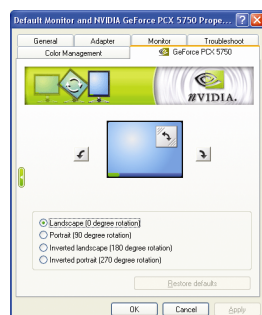 Default Monitor and NVIDIA GeForce PCX 5750 Prope...
General Adapter Monitor Troubleshoot
Color Management GeForce PCX 5750
NVIDIA.
Landscape (0 degree rotation)
Portrait (90 degree rotation)
Inverted landscape (180 degree rotation)
Inverted portrait (270 degree rotation)
Restore defaults
OK Cancel Apply